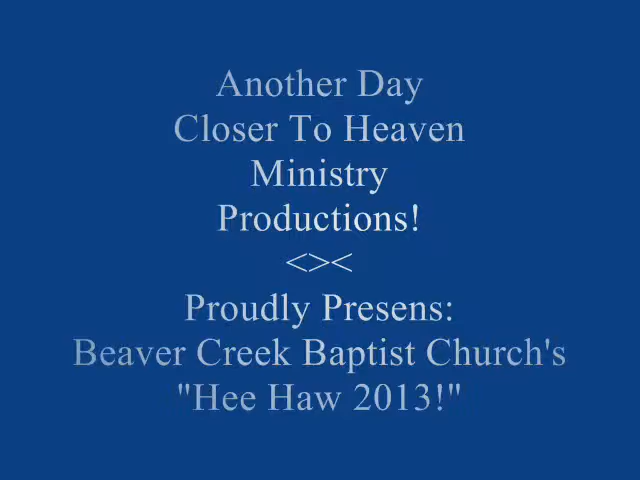 Another Day
Closer To Heaven
Ministry
Productions!
<><
Proudly Presens:
Beaver Creek Baptist Church's
"Hee Haw 2013!"